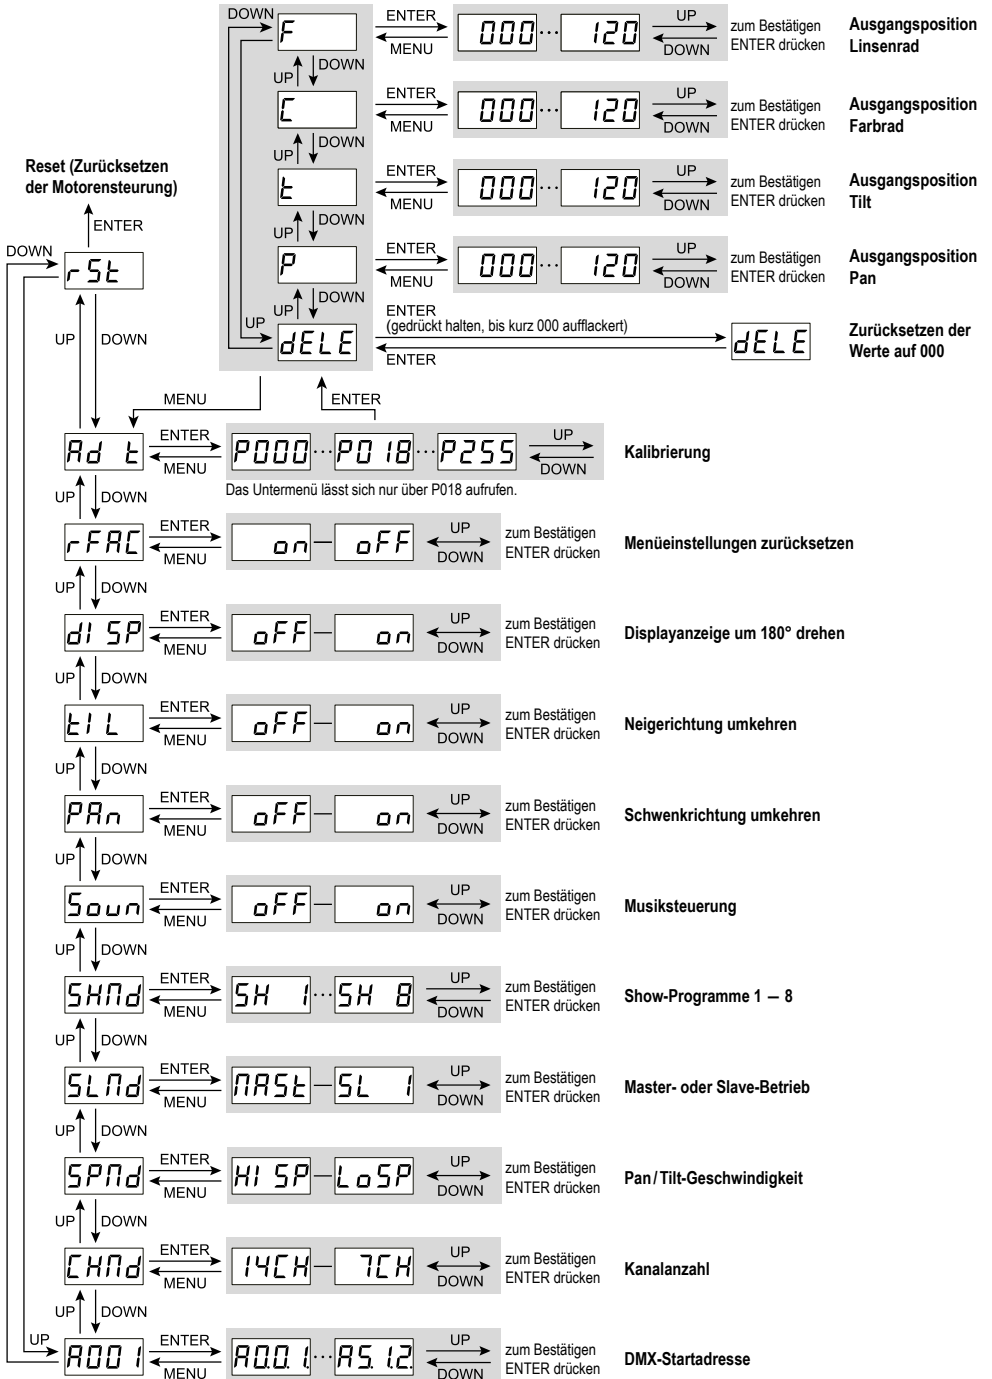 DOWN F ENTER MENU 000 ... 120 UP DOWN zum Bestätigen ENTER drücken Ausgangsposition Linsenrad
UP DOWN
C ENTER MENU 000 ... 120 UP DOWN zum Bestätigen ENTER drücken Ausgangsposition Farbrad
UP DOWN
t ENTER MENU 000 ... 120 UP DOWN zum Bestätigen ENTER drücken Ausgangsposition Tilt
UP DOWN
P ENTER MENU 000 ... 120 UP DOWN zum Bestätigen ENTER drücken Ausgangsposition Pan
UP DOWN
UP dELE ENTER (gedrückt halten, bis kurz 000 aufflackert) ENTER dELE Zurücksetzen der Werte auf 000
Reset (Zurücksetzen
der Motorensteuerung)
ENTER
DOWN rSt
UP DOWN
MENU ENTER
Ad t ENTER MENU P000 ... P018 ... P255 UP DOWN Kalibrierung
Das Untermenü lässt sich nur über P018 aufrufen.
UP DOWN
rFAC ENTER MENU on — oFF UP DOWN zum Bestätigen ENTER drücken Menüeinstellungen zurücksetzen
UP DOWN
dI SP ENTER MENU oFF — on UP DOWN zum Bestätigen ENTER drücken Displayanzeige um 180° drehen
UP DOWN
tI L ENTER MENU oFF — on UP DOWN zum Bestätigen ENTER drücken Neigerichtung umkehren
UP DOWN
PAn ENTER MENU oFF — on UP DOWN zum Bestätigen ENTER drücken Schwenkrichtung umkehren
UP DOWN
Soun ENTER MENU oFF — on UP DOWN zum Bestätigen ENTER drücken Musiksteuerung
UP DOWN
SHMd ENTER MENU SH 1 ... SH 8 UP DOWN zum Bestätigen ENTER drücken Show-Programme 1 — 8
UP DOWN
SLMd ENTER MENU MASt — SL 1 UP DOWN zum Bestätigen ENTER drücken Master- oder Slave-Betrieb
UP DOWN
SPMd ENTER MENU HI SP — LoSP UP DOWN zum Bestätigen ENTER drücken Pan/Tilt-Geschwindigkeit
UP DOWN
CHMd ENTER MENU 14CH — 7CH UP DOWN zum Bestätigen ENTER drücken Kanalanzahl
UP DOWN
UP A001 ENTER MENU A0.0.1. ... A5.1.2. UP DOWN zum Bestätigen ENTER drücken DMX-Startadresse